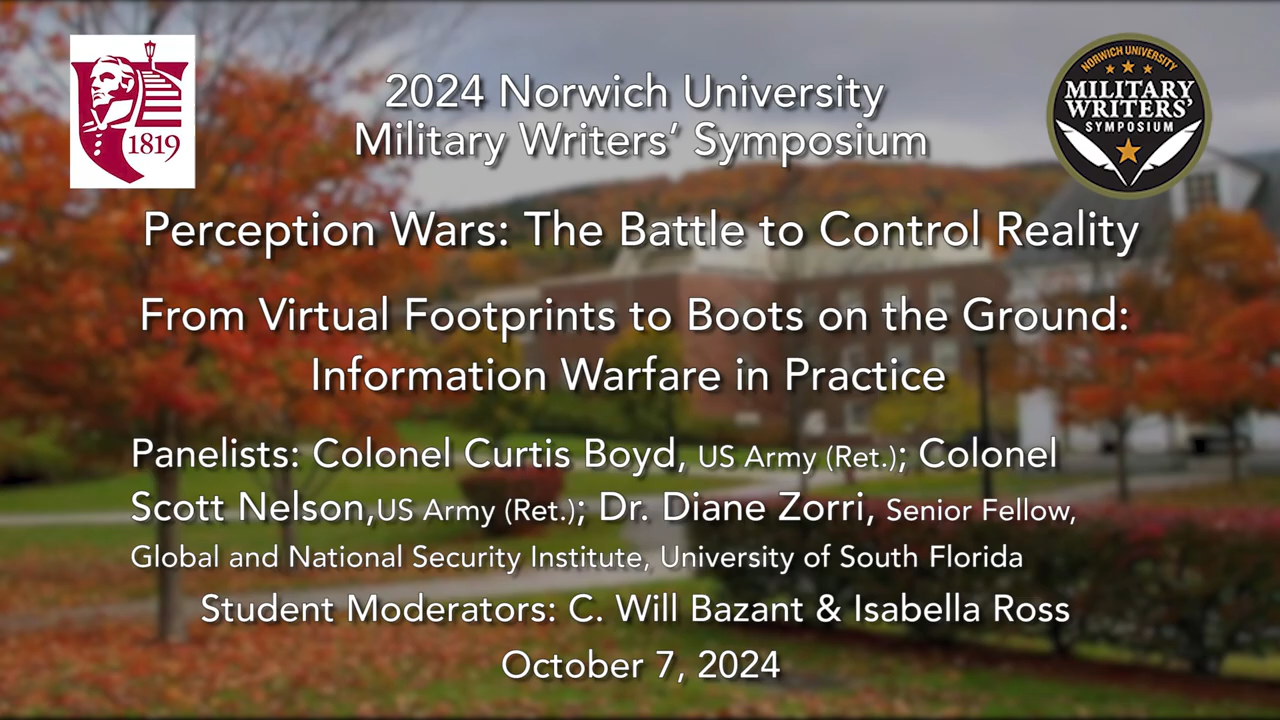 1819
NORWICH UNIVERSITY
MILITARY
WRITERS'
SYMPOSIUM
2024 Norwich University
Military Writers' Symposium
Perception Wars: The Battle to Control Reality
From Virtual Footprints to Boots on the Ground:
Information Warfare in Practice
Panelists: Colonel Curtis Boyd, US Army (Ret.); Colonel
Scott Nelson,US Army (Ret.); Dr. Diane Zorri, Senior Fellow,
Global and National Security Institute, University of South Florida
Student Moderators: C. Will Bazant & Isabella Ross
October 7, 2024